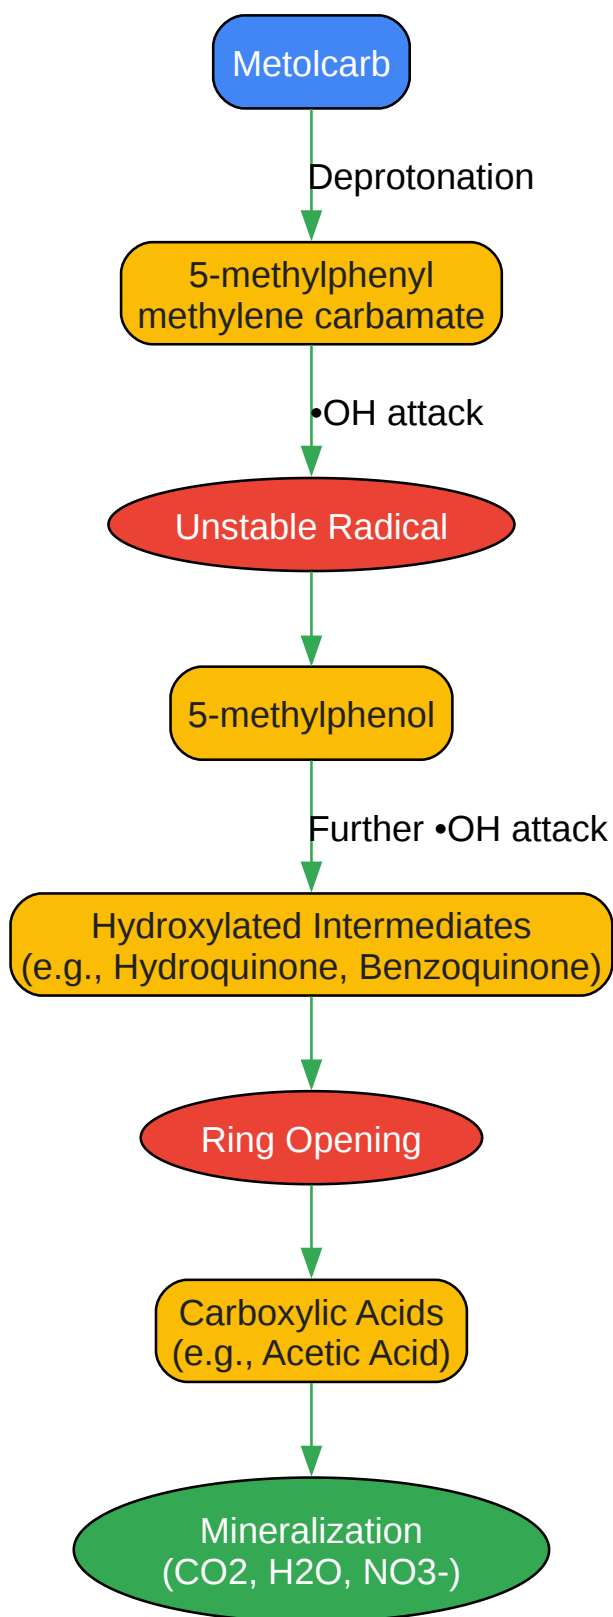 Metolcarb
Deprotonation
5-methylphenyl
methylene carbamate
•OH attack
Unstable Radical
5-methylphenol
Further •OH attack
Hydroxylated Intermediates
(e.g., Hydroquinone, Benzoquinone)
Ring Opening
Carboxylic Acids
(e.g., Acetic Acid)
Mineralization
(CO2, H2O, NO3-)